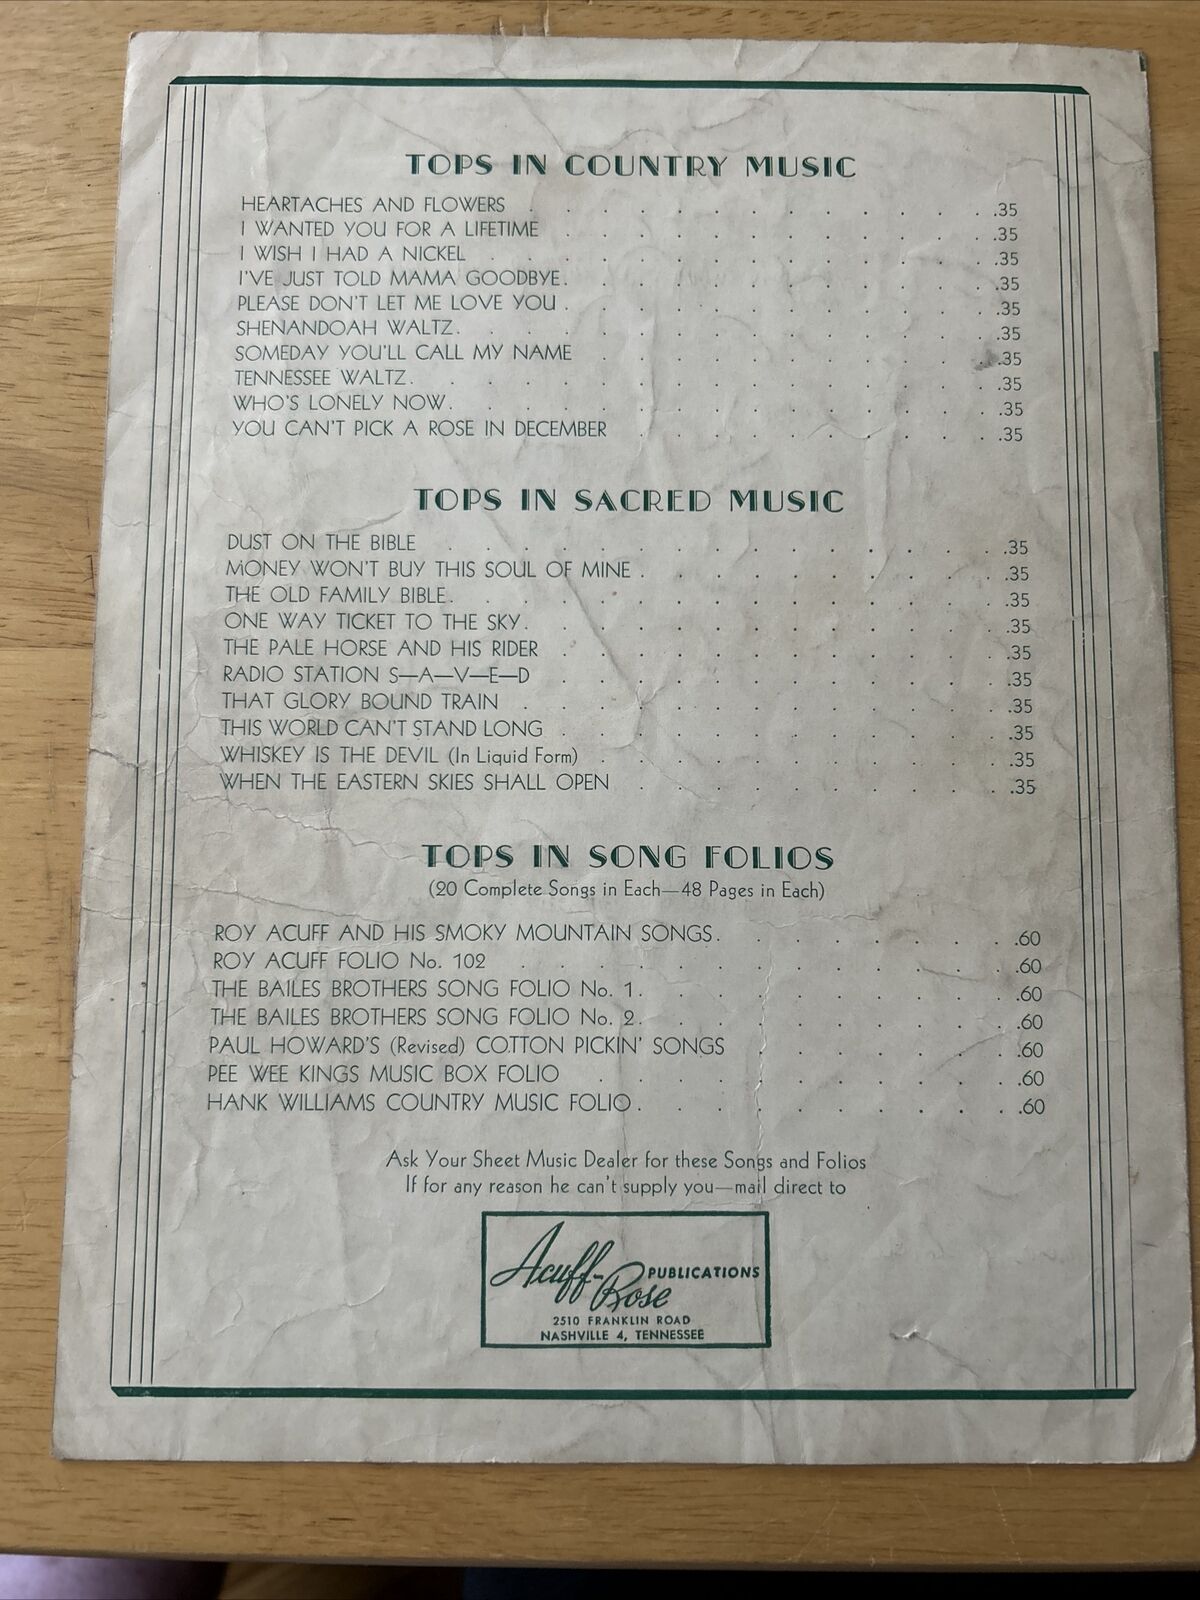 TOPS IN COUNTRY MUSIC
HEARTACHES AND FLOWERS . . . . . . . . . . . . . .35
I WANTED YOU FOR A LIFETIME . . . . . . . . . . . . .35
I WISH I HAD A NICKEL . . . . . . . . . . . . . . .35
I'VE JUST TOLD MAMA GOODBYE. . . . . . . . . . . . .35
PLEASE DON'T LET ME LOVE YOU . . . . . . . . . . . . .35
SHENANDOAH WALTZ. . . . . . . . . . . . . . . .35
SOMEDAY YOU'LL CALL MY NAME . . . . . . . . . . . .35
TENNESSEE WALTZ. . . . . . . . . . . . . . . . .35
WHO'S LONELY NOW. . . . . . . . . . . . . . . .35
YOU CAN'T PICK A ROSE IN DECEMBER . . . . . . . . . . .35
TOPS IN SACRED MUSIC
DUST ON THE BIBLE . . . . . . . . . . . . . . . .35
MONEY WON'T BUY THIS SOUL OF MINE . . . . . . . . . . .35
THE OLD FAMILY BIBLE. . . . . . . . . . . . . . . .35
ONE WAY TICKET TO THE SKY. . . . . . . . . . . . . .35
THE PALE HORSE AND HIS RIDER . . . . . . . . . . . . .35
RADIO STATION S—A—V—E—D . . . . . . . . . . . . .35
THAT GLORY BOUND TRAIN . . . . . . . . . . . . . .35
THIS WORLD CAN'T STAND LONG . . . . . . . . . . . . .35
WHISKEY IS THE DEVIL (In Liquid Form) . . . . . . . . . . . .35
WHEN THE EASTERN SKIES SHALL OPEN . . . . . . . . . . .35
TOPS IN SONG FOLIOS
(20 Complete Songs in Each—48 Pages in Each)
ROY ACUFF AND HIS SMOKY MOUNTAIN SONGS. . . . . . . . .60
ROY ACUFF FOLIO No. 102 . . . . . . . . . . . . . .60
THE BAILES BROTHERS SONG FOLIO No. 1. . . . . . . . . . .60
THE BAILES BROTHERS SONG FOLIO No. 2. . . . . . . . . . .60
PAUL HOWARD'S (Revised) COTTON PICKIN' SONGS . . . . . . . .60
PEE WEE KINGS MUSIC BOX FOLIO . . . . . . . . . . . .60
HANK WILLIAMS COUNTRY MUSIC FOLIO. . . . . . . . . . .60
Ask Your Sheet Music Dealer for these Songs and Folios
If for any reason he can't supply you—mail direct to
Acuff-Rose PUBLICATIONS
2510 FRANKLIN ROAD
NASHVILLE 4, TENNESSEE